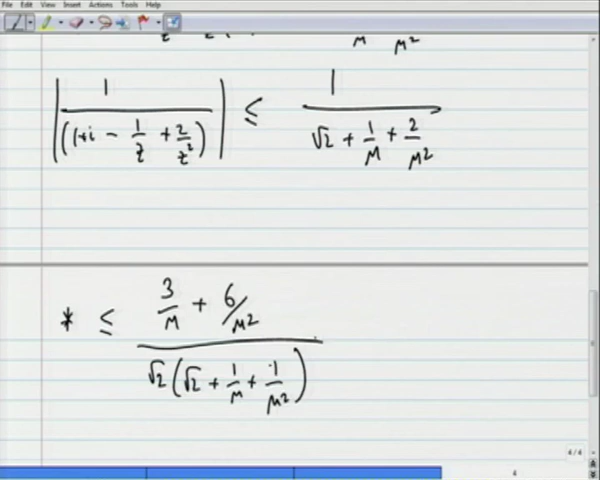 File Edit View Insert Actions Tools Help
M M²
|1/((1+i - 1/z + 2/z²))| ≤ 1/(√2 + 1/M + 2/M²)
* ≤ (3/M + 6/M²)/(√2(√2 + 1/M + 1/M²))
4/4
4